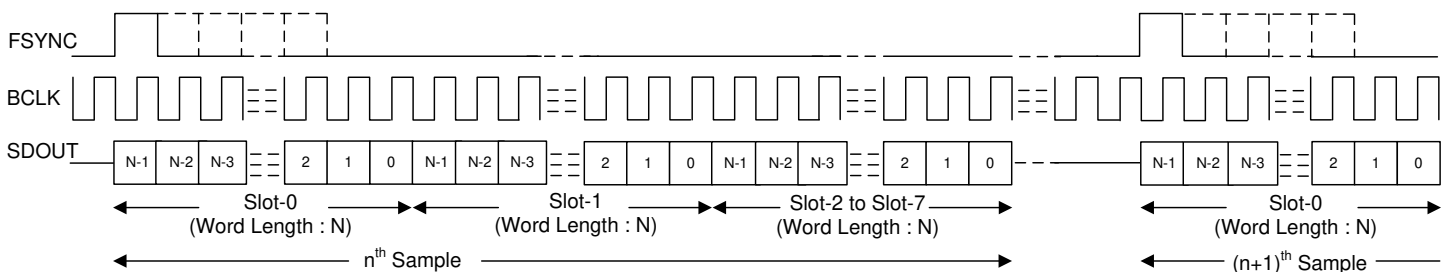 FSYNC
BCLK
SDOUT
N-1 N-2 N-3 2 1 0 N-1 N-2 N-3 2 1 0 N-1 N-2 N-3 2 1 0 N-1 N-2 N-3 2 1 0
Slot-0 Slot-1 Slot-2 to Slot-7 Slot-0
(Word Length : N) (Word Length : N) (Word Length : N) (Word Length : N)
nth Sample (n+1)th Sample